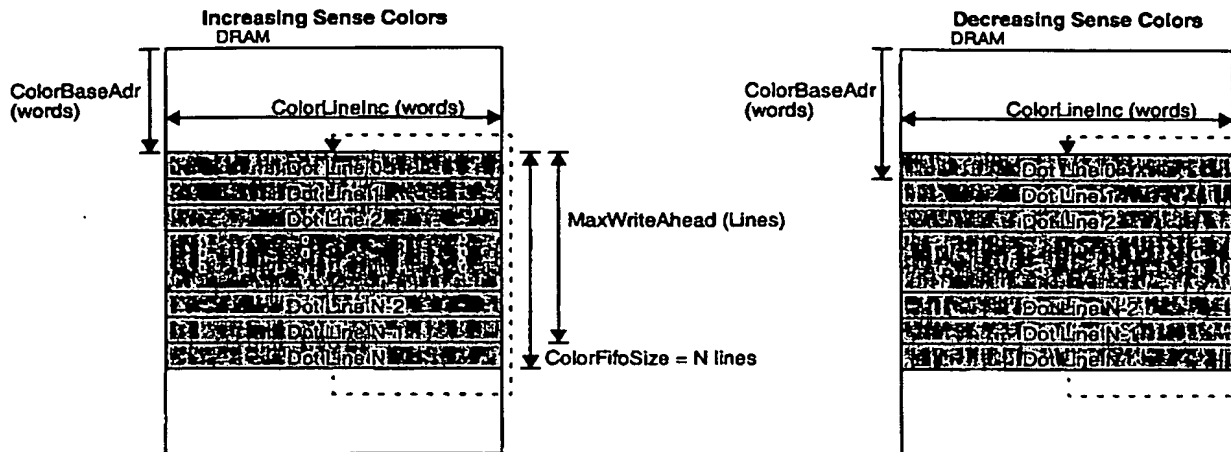 Increasing Sense Colors
DRAM
ColorBaseAdr
(words)
ColorLineInc (words)
Dot Line 0
Dot Line 1
Dot Line 2
Dot Line N-2
Dot Line N-1
Dot Line N
MaxWriteAhead (Lines)
ColorFifoSize = N lines
Decreasing Sense Colors
DRAM
ColorBaseAdr
(words)
ColorLineInc (words)
Dot Line 0
Dot Line 1
Dot Line 2
Dot Line N-2
Dot Line N-1
Dot Line N